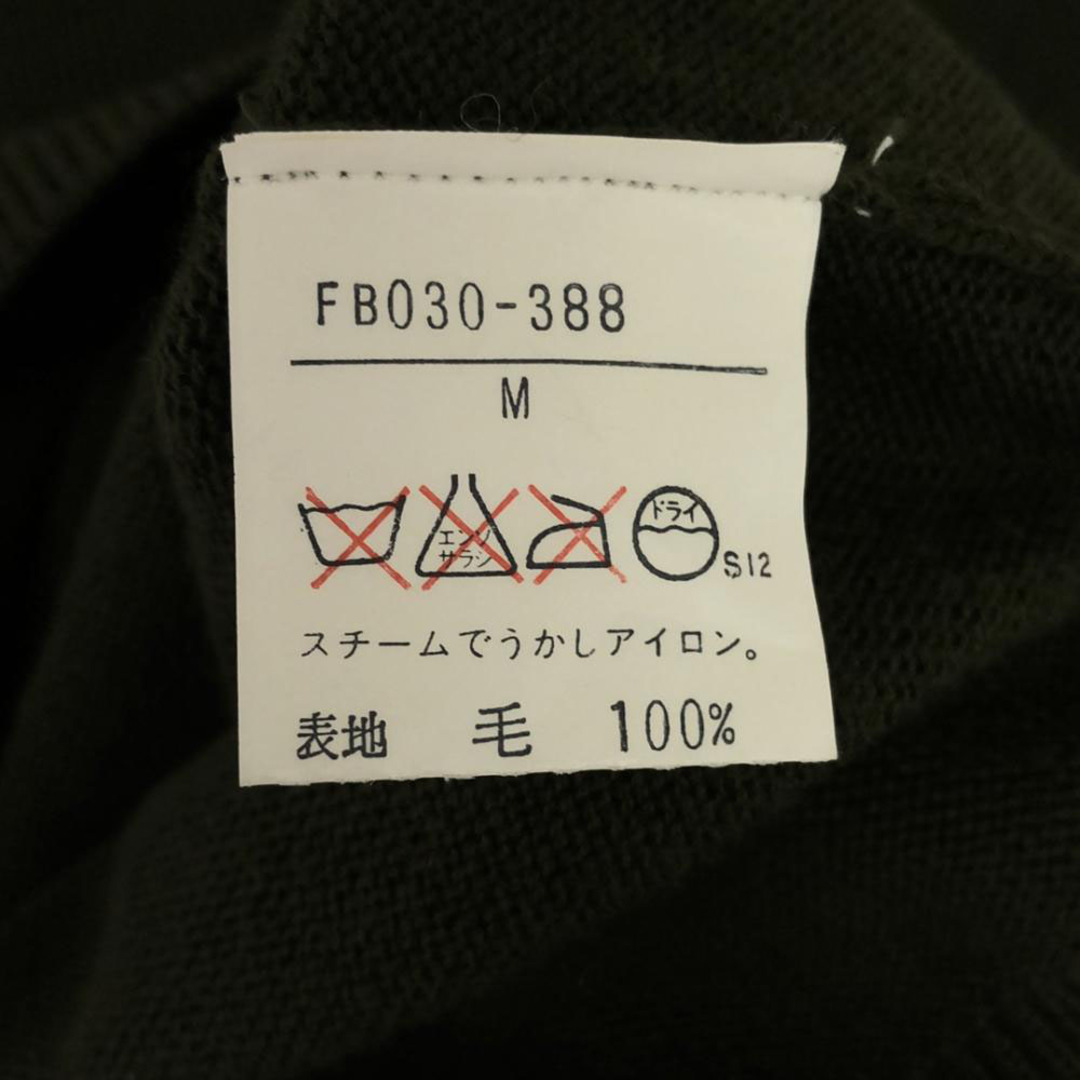 FB030-388
M
エンソ
サラシ
ドライ
S12
スチームでうかしアイロン。
表地 毛 100%